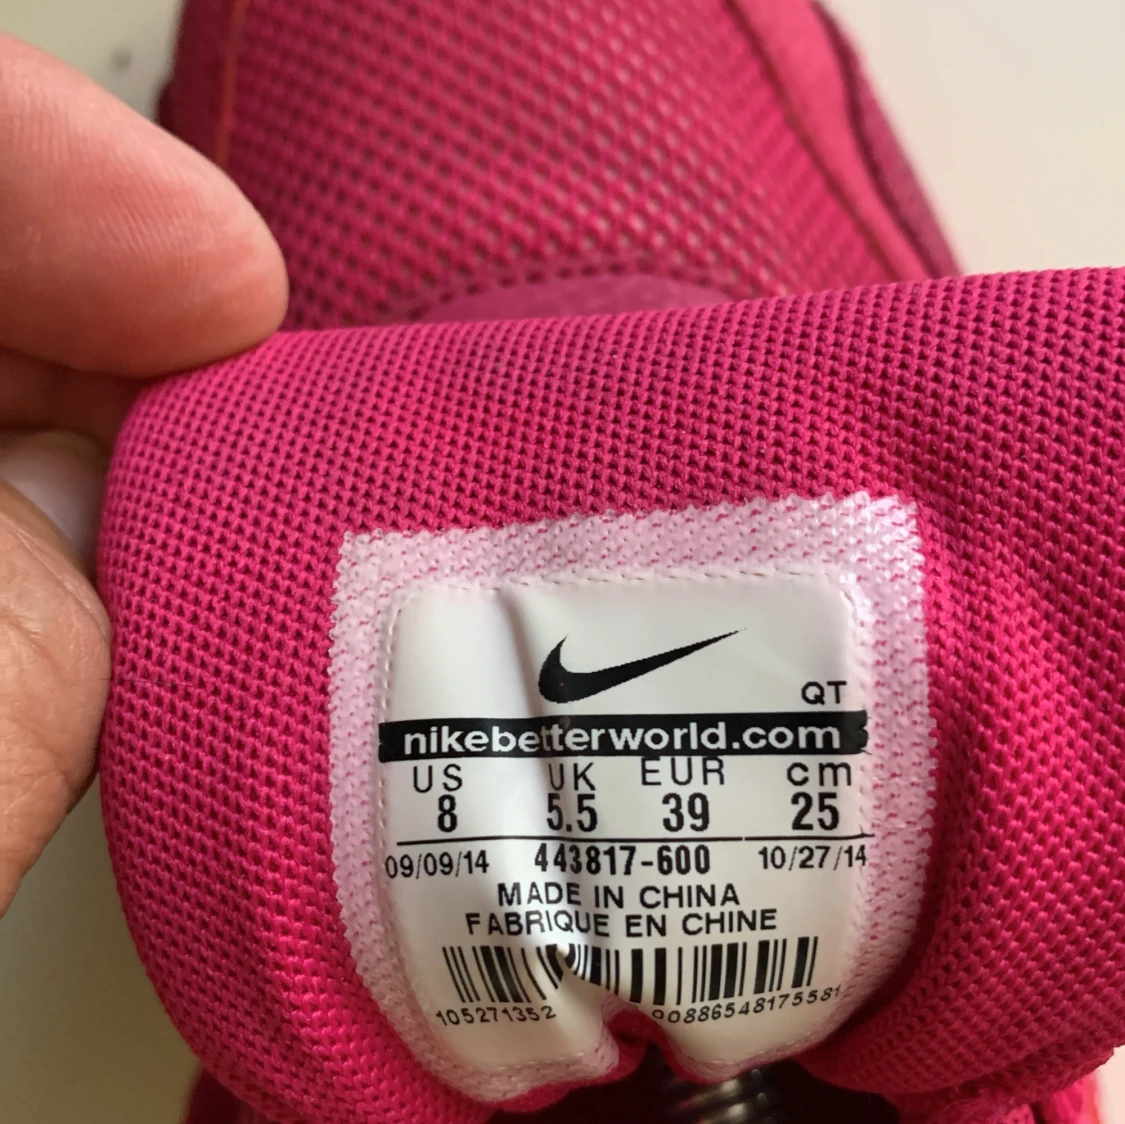 QT
nikebetterworld.com
US UK EUR cm
8 5.5 39 25
09/09/14 443817-600 10/27/14
MADE IN CHINA
FABRIQUE EN CHINE
105271352